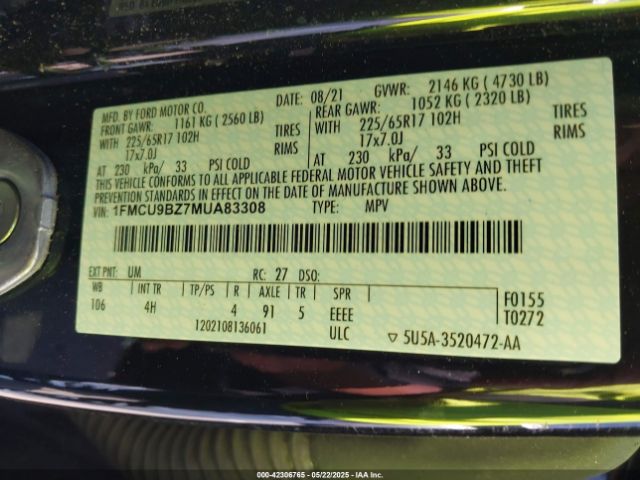 MFD. BY FORD MOTOR CO.
DATE: 08/21 GVWR: 2146 KG ( 4730 LB)
FRONT GAWR: 1161 KG ( 2560 LB)
REAR GAWR: 1052 KG ( 2320 LB)
WITH 225/65R17 102H TIRES
WITH 225/65R17 102H TIRES
17x7.0J RIMS
17x7.0J RIMS
AT 230 kPa/ 33 PSI COLD
AT 230 kPa/ 33 PSI COLD
THIS VEHICLE CONFORMS TO ALL APPLICABLE FEDERAL MOTOR VEHICLE SAFETY AND THEFT
PREVENTION STANDARDS IN EFFECT ON THE DATE OF MANUFACTURE SHOWN ABOVE.
VIN: 1FMCU9BZ7MUA83308 TYPE: MPV
EXT PNT: UM RC: 27 DSO:
WB INT TR TP/PS R AXLE TR SPR
106 4H 4 91 5 EEEE
1202108136061 ULC
F0155
T0272
▽ 5U5A-3520472-AA
000-42306765 - 05/22/2025 - IAAI.com, Inc.